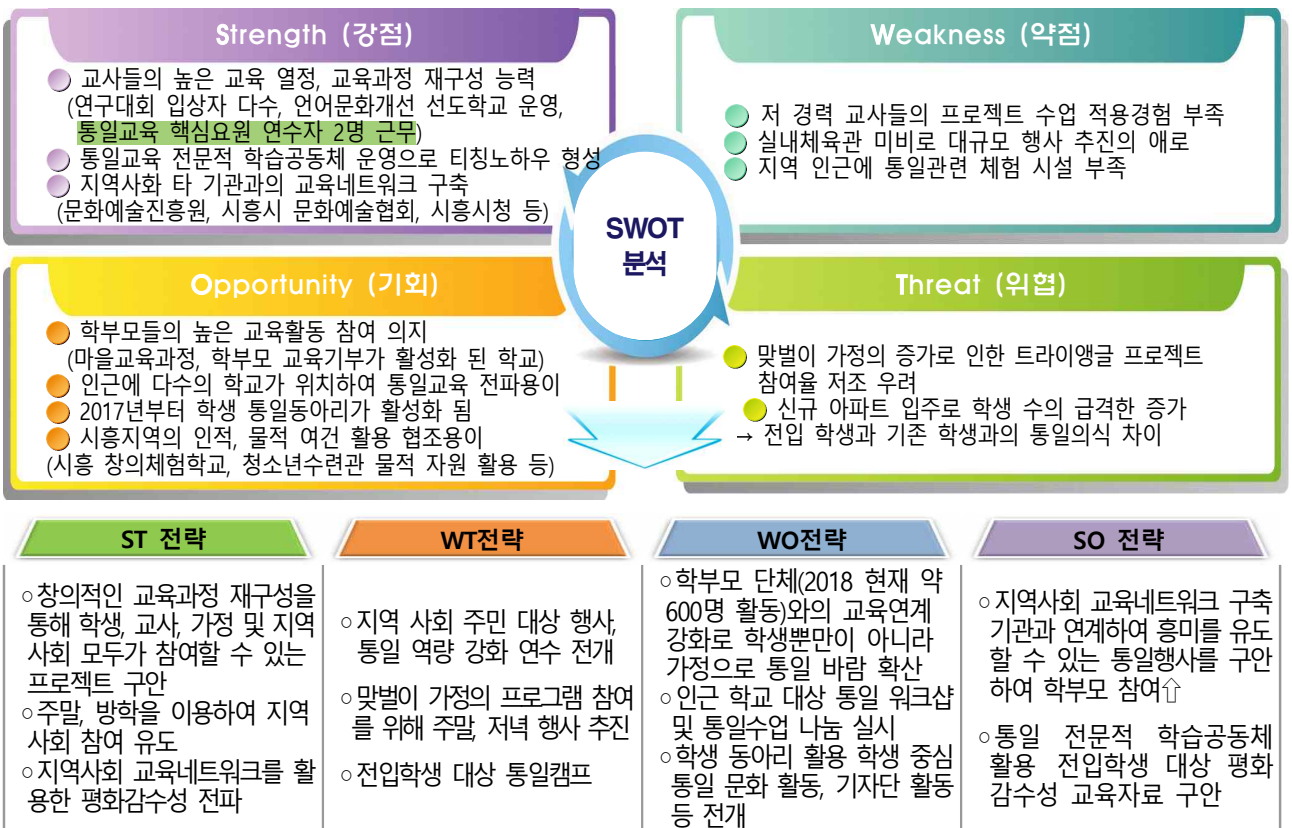 Strength (강점)
교사들의 높은 교육 열정, 교육과정 재구성 능력
(연구대회 입상자 다수, 언어문화개선 선도학교 운영,
통일교육 핵심요원 연수자 2명 근무)
통일교육 전문적 학습공동체 운영으로 티칭노하우 형성
지역사화 타 기관과의 교육네트워크 구축
(문화예술진흥원, 시흥시 문화예술협회, 시흥시청 등)
Weakness (약점)
저 경력 교사들의 프로젝트 수업 적용경험 부족
실내체육관 미비로 대규모 행사 추진의 애로
지역 인근에 통일관련 체험 시설 부족
SWOT
분석
Opportunity (기회)
학부모들의 높은 교육활동 참여 의지
(마을교육과정, 학부모 교육기부가 활성화 된 학교)
인근에 다수의 학교가 위치하여 통일교육 전파용이
2017년부터 학생 통일동아리가 활성화 됨
시흥지역의 인적, 물적 여건 활용 협조용이
(시흥 창의체험학교, 청소년수련관 물적 자원 활용 등)
Threat (위협)
맞벌이 가정의 증가로 인한 트라이앵글 프로젝트
참여율 저조 우려
신규 아파트 입주로 학생 수의 급격한 증가
→ 전입 학생과 기존 학생과의 통일의식 차이
ST 전략
○창의적인 교육과정 재구성을
통해 학생, 교사, 가정 및 지역
사회 모두가 참여할 수 있는
프로젝트 구안
○주말, 방학을 이용하여 지역
사회 참여 유도
○지역사회 교육네트워크를 활
용한 평화감수성 전파
WT전략
○지역 사회 주민 대상 행사,
통일 역량 강화 연수 전개
○맞벌이 가정의 프로그램 참여
를 위해 주말, 저녁 행사 추진
○전입학생 대상 통일캠프
WO전략
○학부모 단체(2018 현재 약
600명 활동)와의 교육연계
강화로 학생뿐만이 아니라
가정으로 통일 바람 확산
○인근 학교 대상 통일 워크샵
및 통일수업 나눔 실시
○학생 동아리 활용 학생 중심
통일 문화 활동, 기자단 활동
등 전개
SO 전략
○지역사회 교육네트워크 구축
기관과 연계하여 흥미를 유도
할 수 있는 통일행사를 구안
하여 학부모 참여⇧
○통일 전문적 학습공동체
활용 전입학생 대상 평화
감수성 교육자료 구안